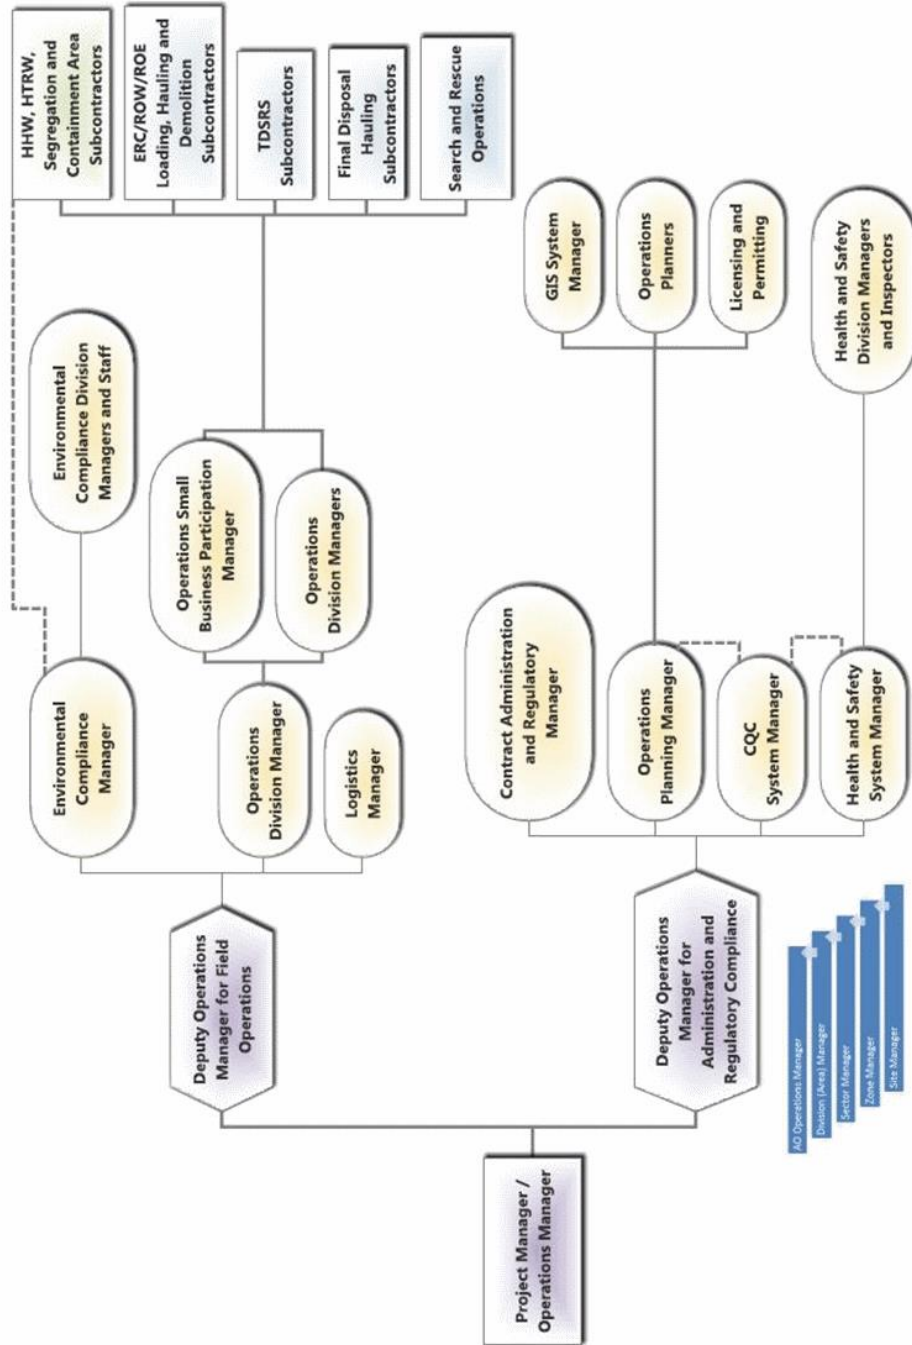 Project Manager /
Operations Manager
Deputy Operations
Manager for Field
Operations
Deputy Operations
Manager for
Administration and
Regulatory Compliance
Environmental
Compliance
Manager
Operations
Division Manager
Logistics
Manager
Contract Administration
and Regulatory
Manager
Operations
Planning Manager
CQC
System Manager
Health and Safety
System Manager
Environmental
Compliance Division
Managers and Staff
Operations Small
Business Participation
Manager
Operations
Division Managers
GIS System
Manager
Operations
Planners
Licensing and
Permitting
Health and Safety
Division Managers
and Inspectors
HHW, HTRW,
Segregation and
Containment Area
Subcontractors
ERC/ROW/ROE
Loading, Hauling and
Demolition
Subcontractors
TDSRS
Subcontractors
Final Disposal
Hauling
Subcontractors
Search and Rescue
Operations
AO Operations Manager
Division (Area) Manager
Sector Manager
Zone Manager
Site Manager